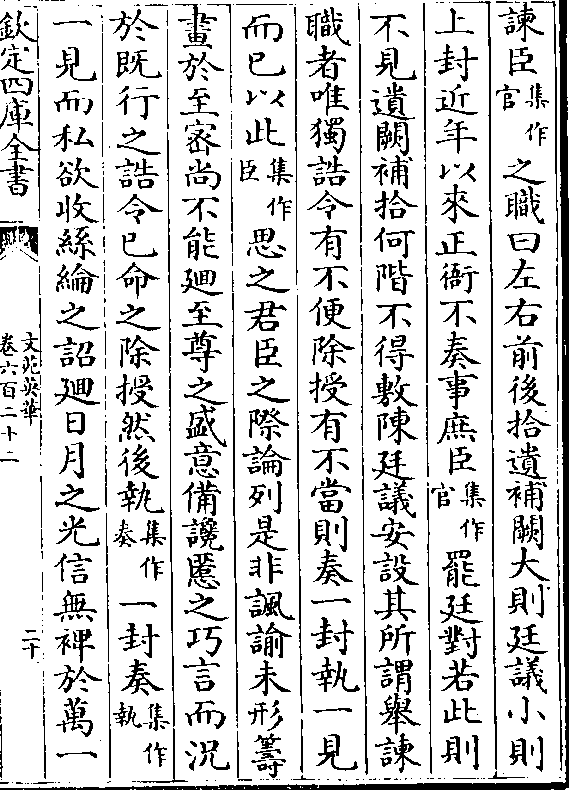 諫臣集作官之職曰左右前後拾遺補闕大則廷議小則
上封近年以來正衙不奏事庶臣集作官罷廷對若此則
不見遺闕補拾何階不得敷陳廷議安設其所謂舉諫
職者唯獨誥令有不便除授有不當則奏一封執一見
而已以此集作臣思之君臣之際論列是非諷諭未形籌
畫於至密尚不能廻至尊之盛意備讒慝之巧言而況
於既行之誥令已命之除授然後執集作奏一封奏集作執
一見而私欲收絲綸之詔廻日月之光信無裨於萬一
欽定四庫全書
文苑英華
卷六百二十二
二十